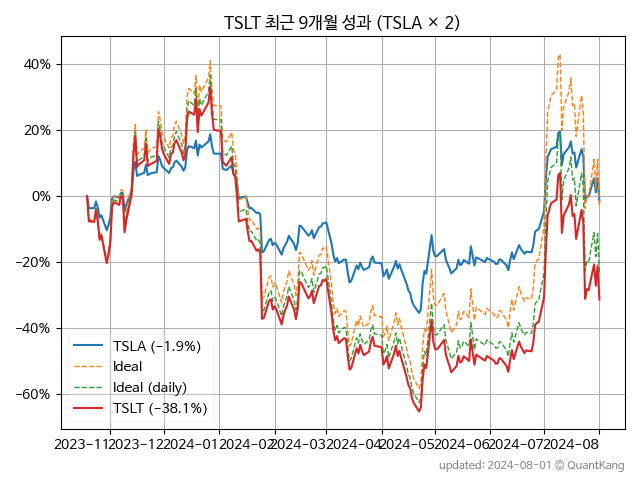 TSLT 최근 9개월 성과 (TSLA × 2)
40%
20%
0%
−20%
−40%
−60%
TSLA (−1.9%)
Ideal
Ideal (daily)
TSLT (−38.1%)
2023−11 2023−12 2024−01 2024−02 2024−03 2024−04 2024−05 2024−06 2024−07 2024−08
updated: 2024-08-01 © QuantKang